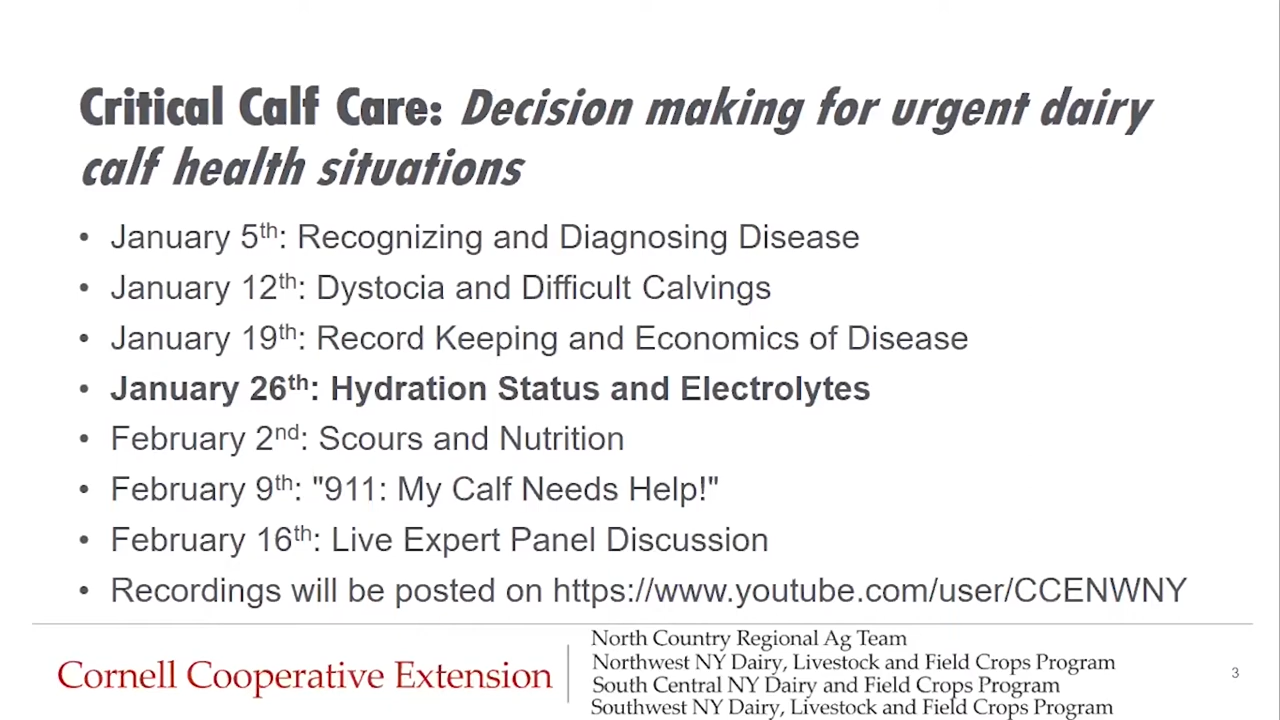 Critical Calf Care: Decision making for urgent dairy
calf health situations
• January 5th: Recognizing and Diagnosing Disease
• January 12th: Dystocia and Difficult Calvings
• January 19th: Record Keeping and Economics of Disease
• January 26th: Hydration Status and Electrolytes
• February 2nd: Scours and Nutrition
• February 9th: "911: My Calf Needs Help!"
• February 16th: Live Expert Panel Discussion
• Recordings will be posted on https://www.youtube.com/user/CCENWNY
Cornell Cooperative Extension
North Country Regional Ag Team
Northwest NY Dairy, Livestock and Field Crops Program
South Central NY Dairy and Field Crops Program
Southwest NY Dairy, Livestock and Field Crops Program
3